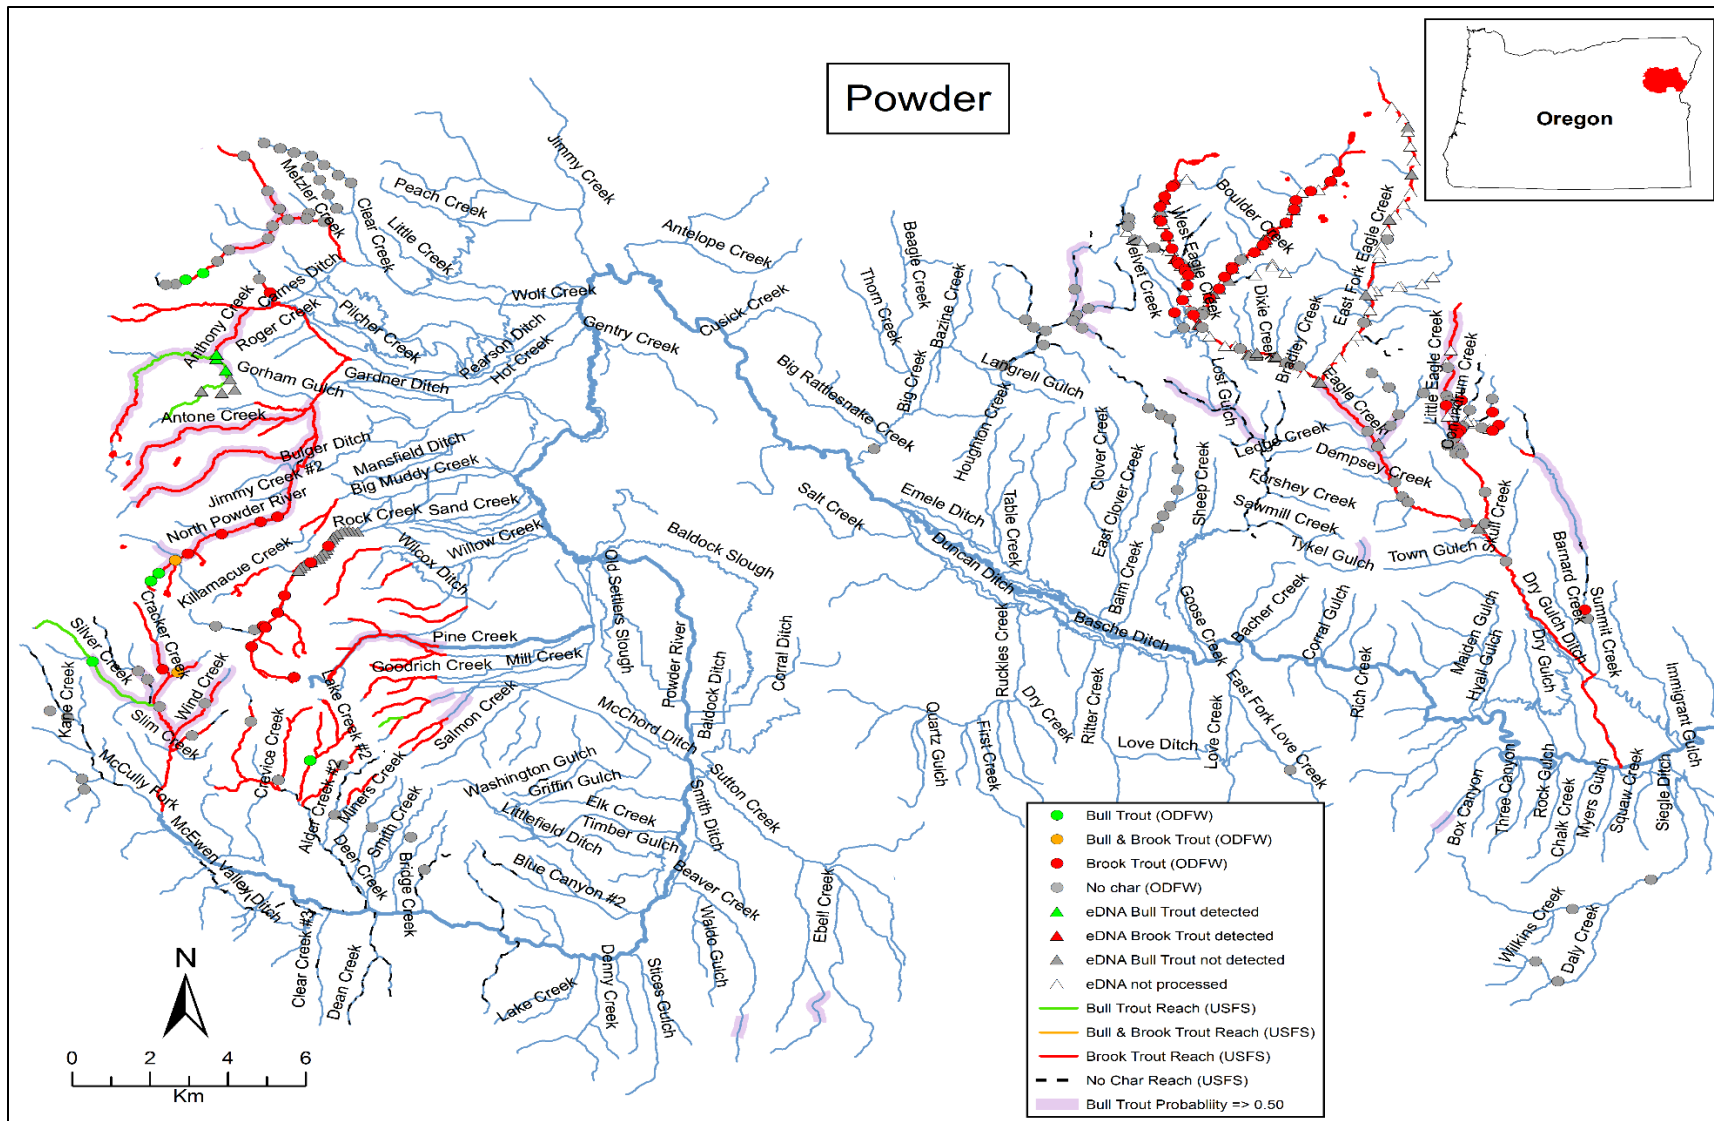 Powder
Oregon
Jimmy Creek
Metzler Creek
Peach Creek
Clear Creek
Little Creek
Antelope Creek
Beagle Creek
Boulder Creek
West Eagle Creek
East Fork Eagle Creek
Velvet Creek
Carnes Ditch
Anthony Creek
Roger Creek
Pilcher Creek
Wolf Creek
Pearson Ditch
Hot Creek
Gentry Creek
Cusick Creek
Thorn Creek
Bazine Creek
Dixie Creek
Bradley Creek
Gorham Gulch
Gardner Ditch
Big Rattlesnake Creek
Big Creek
Langrell Gulch
Lost Gulch
Eagle Creek
Little Eagle Creek
Antone Creek
Houghton Creek
Clover Creek
Ledge Creek
Dempsey Creek
Bulger Ditch
Mansfield Ditch
Jimmy Creek #2
Big Muddy Creek
North Powder River
Rock Creek
Sand Creek
Salt Creek
Emele Ditch
Table Creek
East Clover Creek
Sheep Creek
Forshey Creek
Sawmill Creek
Skull Creek
Killamacue Creek
Wilcox Ditch
Willow Creek
Baldock Slough
Duncan Ditch
Balm Creek
Tykel Gulch
Town Gulch
Barnard Creek
Old Settlers Slough
Cracker Creek
Silver Creek
Pine Creek
Goodrich Creek
Mill Creek
Powder River
Corral Ditch
Ruckles Creek
Basche Ditch
Goose Creek
Bacher Creek
Corral Gulch
Maiden Gulch
Hyall Gulch
Dry Gulch
Dry Gulch Ditch
Summit Creek
Immigrant Gulch
Kane Creek
Wind Creek
Slim Creek
Lake Creek #2
Salmon Creek
McChord Ditch
Baldock Ditch
Quartz Gulch
First Creek
Dry Creek
Ritter Creek
Love Ditch
Love Creek
East Fork Love Creek
Rich Creek
McCully Fork
Crevice Creek
Alder Creek #2
Miners Creek
Washington Gulch
Griffin Gulch
Elk Creek
Sutton Creek
Smith Ditch
Box Canyon
Three Canyon
Rock Gulch
Chalk Creek
Myers Gulch
Squaw Creek
Siegle Ditch
McEwen Valley Ditch
Deer Creek
Smith Creek
Bridge Creek
Littlefield Ditch
Timber Gulch
Blue Canyon #2
Beaver Creek
Ebell Creek
Waldo Gulch
Clear Creek #3
Dean Creek
Lake Creek
Denny Creek
Stices Gulch
Wilkins Creek
Daly Creek
Bull Trout (ODFW)
Bull & Brook Trout (ODFW)
Brook Trout (ODFW)
No char (ODFW)
eDNA Bull Trout detected
eDNA Brook Trout detected
eDNA Bull Trout not detected
eDNA not processed
Bull Trout Reach (USFS)
Bull & Brook Trout Reach (USFS)
Brook Trout Reach (USFS)
No Char Reach (USFS)
Bull Trout Probabliity => 0.50
N
0 2 4 6
Km